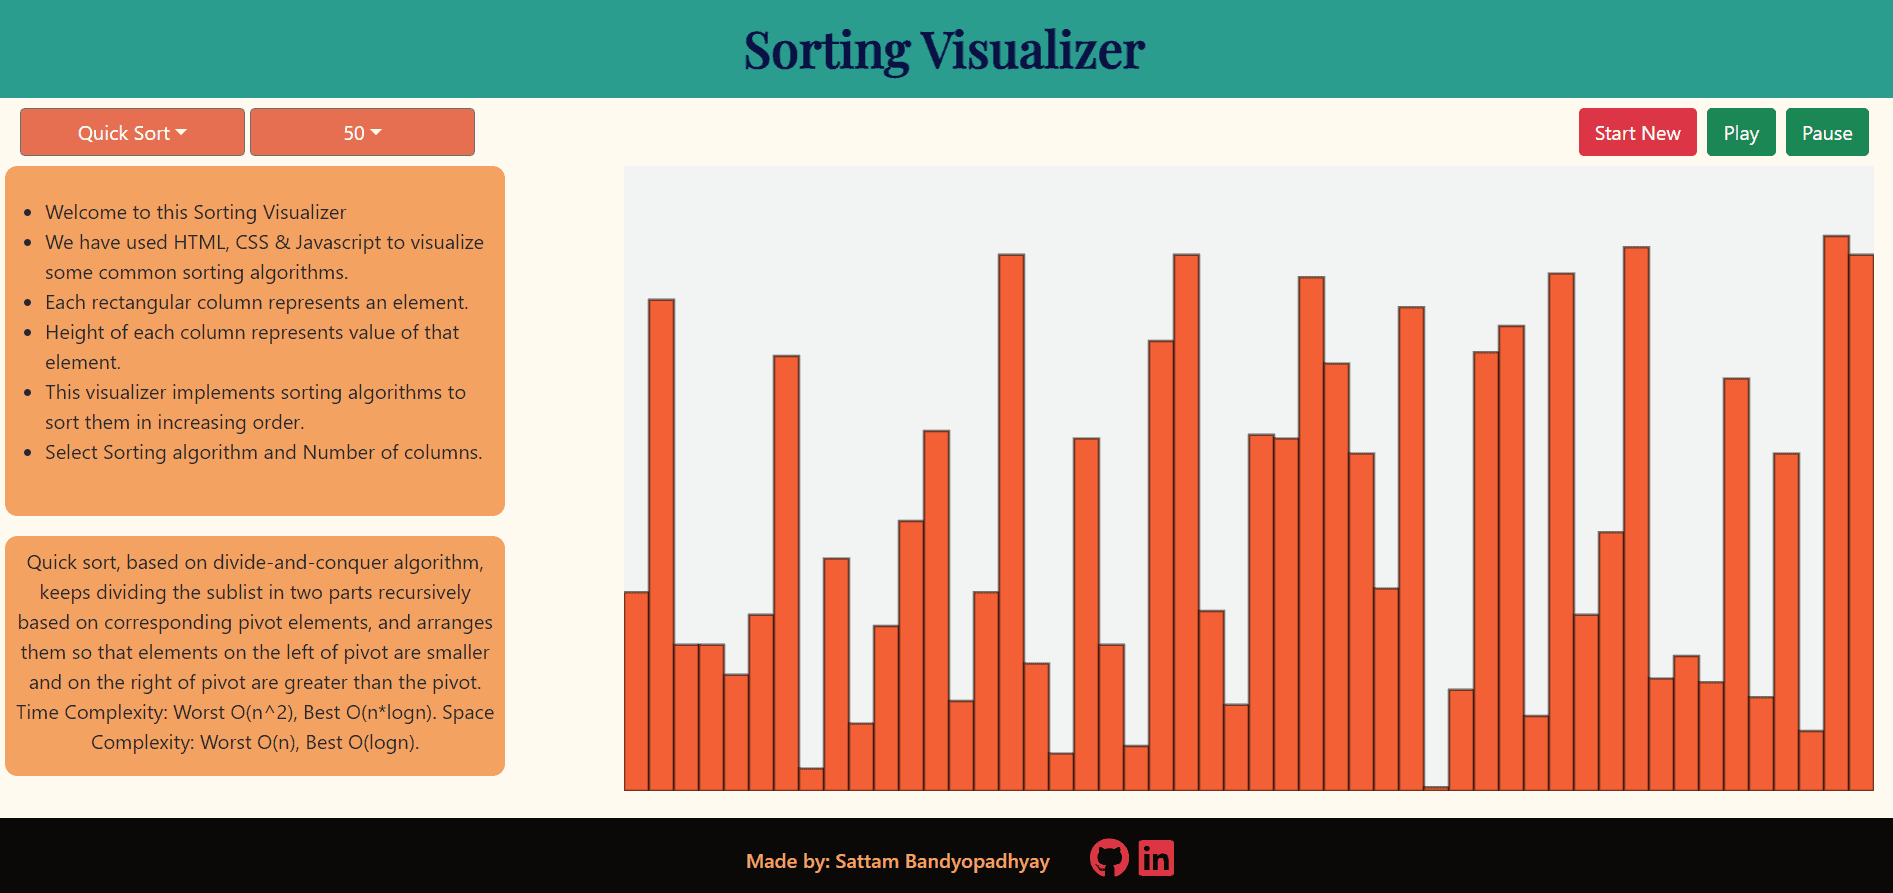 Sorting Visualizer
Quick Sort
50
Start New
Play
Pause
Welcome to this Sorting Visualizer
We have used HTML, CSS & Javascript to visualize
some common sorting algorithms.
Each rectangular column represents an element.
Height of each column represents value of that
element.
This visualizer implements sorting algorithms to
sort them in increasing order.
Select Sorting algorithm and Number of columns.
Quick sort, based on divide-and-conquer algorithm,
keeps dividing the sublist in two parts recursively
based on corresponding pivot elements, and arranges
them so that elements on the left of pivot are smaller
and on the right of pivot are greater than the pivot.
Time Complexity: Worst O(n^2), Best O(n*logn). Space
Complexity: Worst O(n), Best O(logn).
Made by: Sattam Bandyopadhyay
in